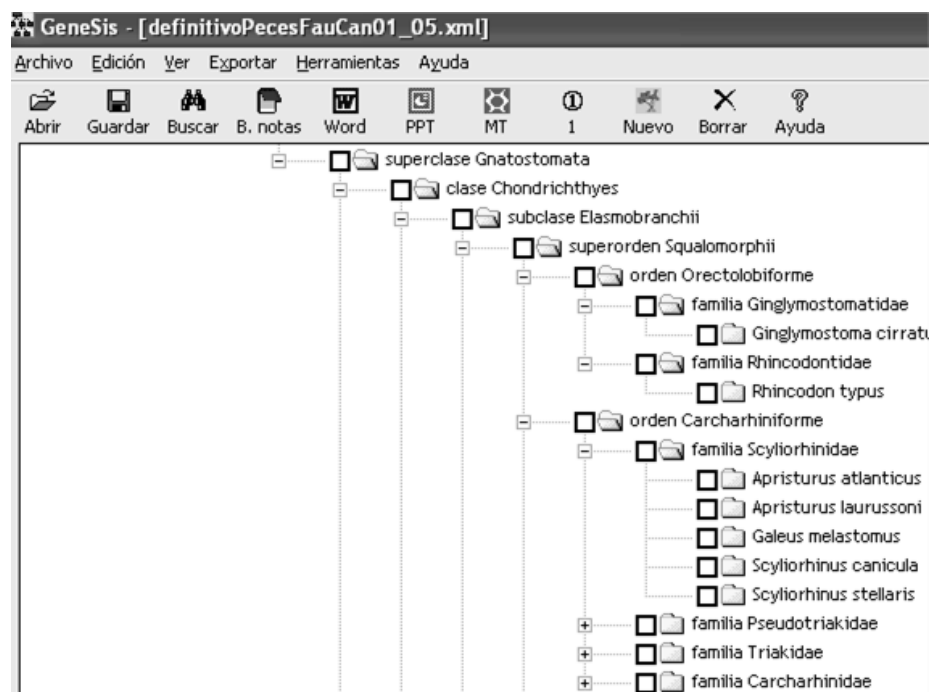 GeneSis - [definitivoPecesFauCan01_05.xml]
Archivo Edición Ver Exportar Herramientas Ayuda
Abrir Guardar Buscar B. notas Word PPT MT 1 Nuevo Borrar Ayuda
superclase Gnatostomata
clase Chondrichthyes
subclase Elasmobranchii
superorden Squalomorphii
orden Orectolobiforme
familia Ginglymostomatidae
Ginglymostoma cirratu
familia Rhincodontidae
Rhincodon typus
orden Carcharhiniforme
familia Scyliorhinidae
Apristurus atlanticus
Apristurus laurussoni
Galeus melastomus
Scyliorhinus canicula
Scyliorhinus stellaris
familia Pseudotriakidae
familia Triakidae
familia Carcharhinidae